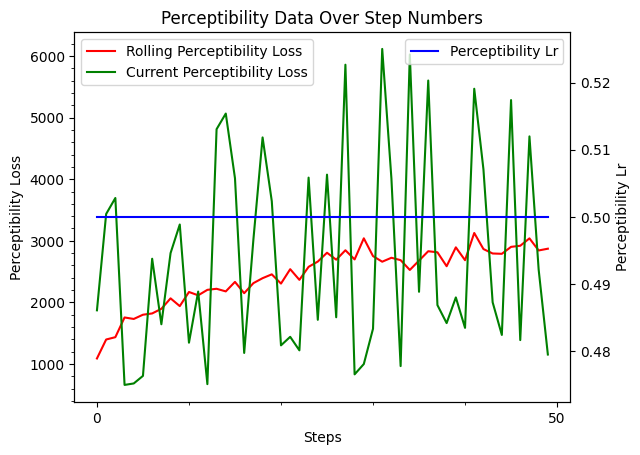 Perceptibility Data Over Step Numbers
Rolling Perceptibility Loss
Current Perceptibility Loss
Perceptibility Lr
6000
5000
4000
3000
2000
1000
Perceptibility Loss
0.52
0.51
0.50
0.49
0.48
Perceptibility Lr
0
50
Steps